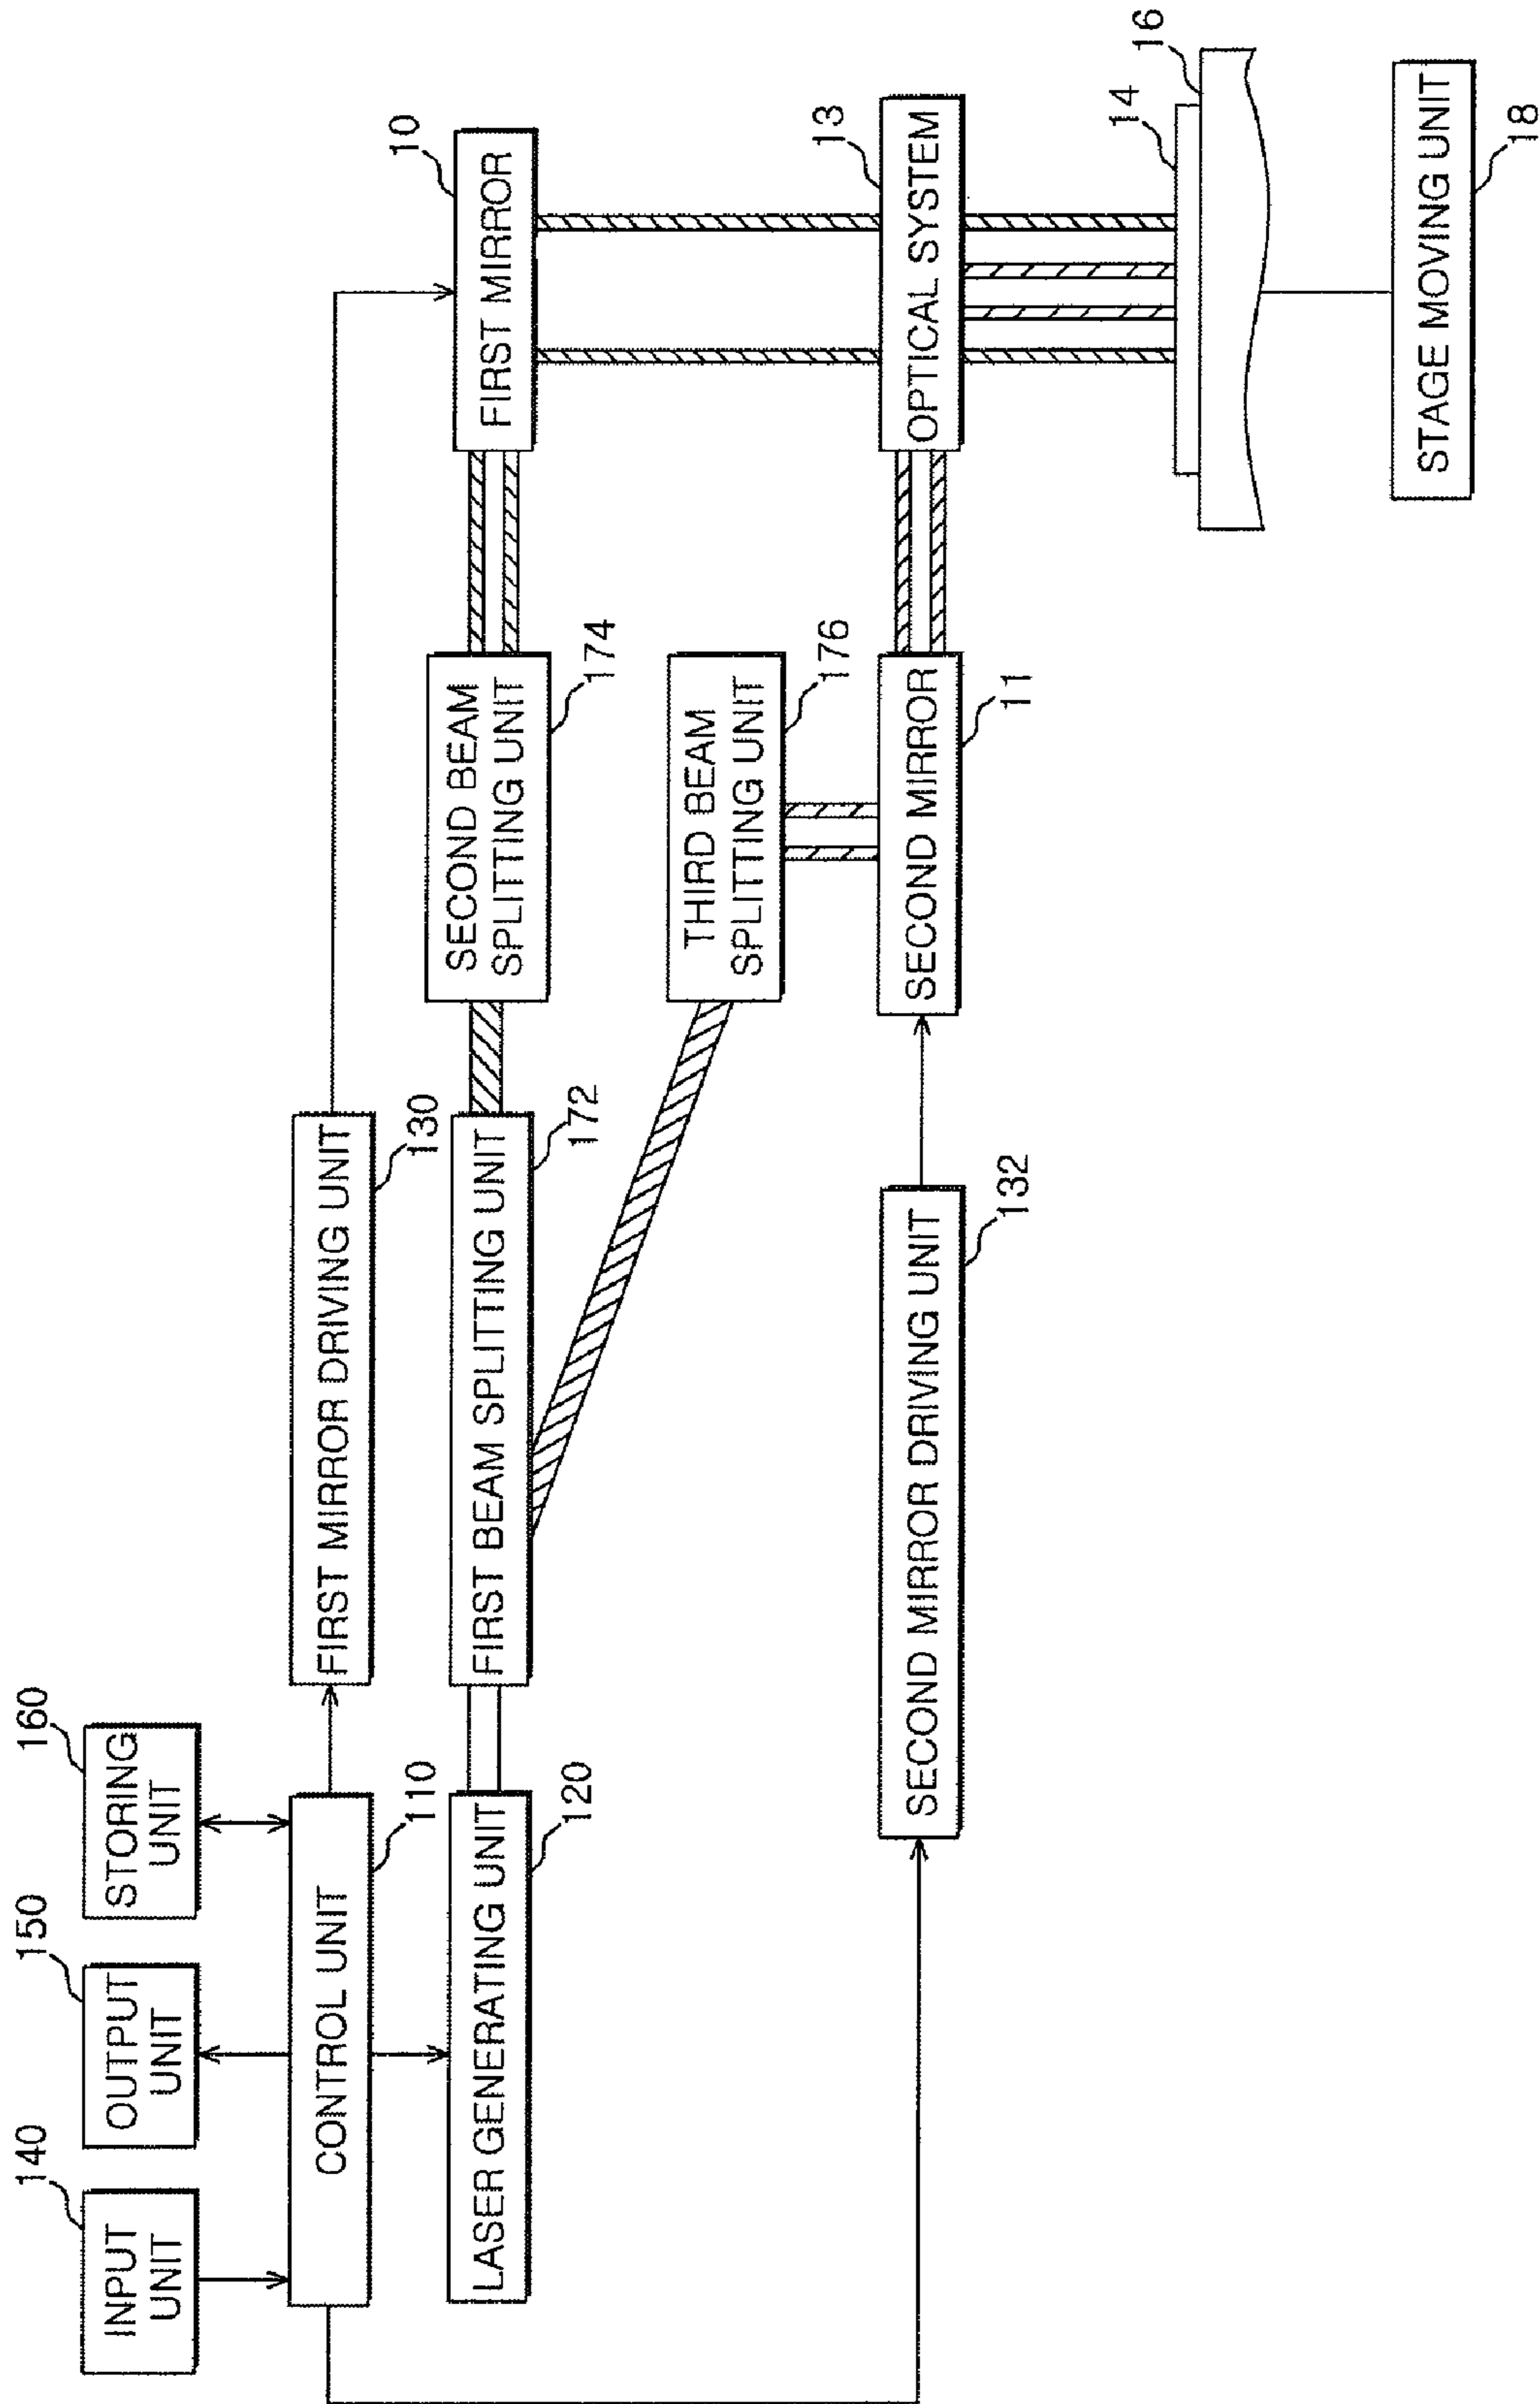 140
INPUT
UNIT
150
OUTPUT
UNIT
160
STORING
UNIT
CONTROL UNIT
110
FIRST MIRROR DRIVING UNIT
130
LASER GENERATING UNIT
120
FIRST BEAM SPLITTING UNIT
172
SECOND BEAM
SPLITTING UNIT
174
FIRST MIRROR
10
THIRD BEAM
SPLITTING UNIT
176
SECOND MIRROR DRIVING UNIT
132
SECOND MIRROR
11
OPTICAL SYSTEM
13
14
16
STAGE MOVING UNIT
18